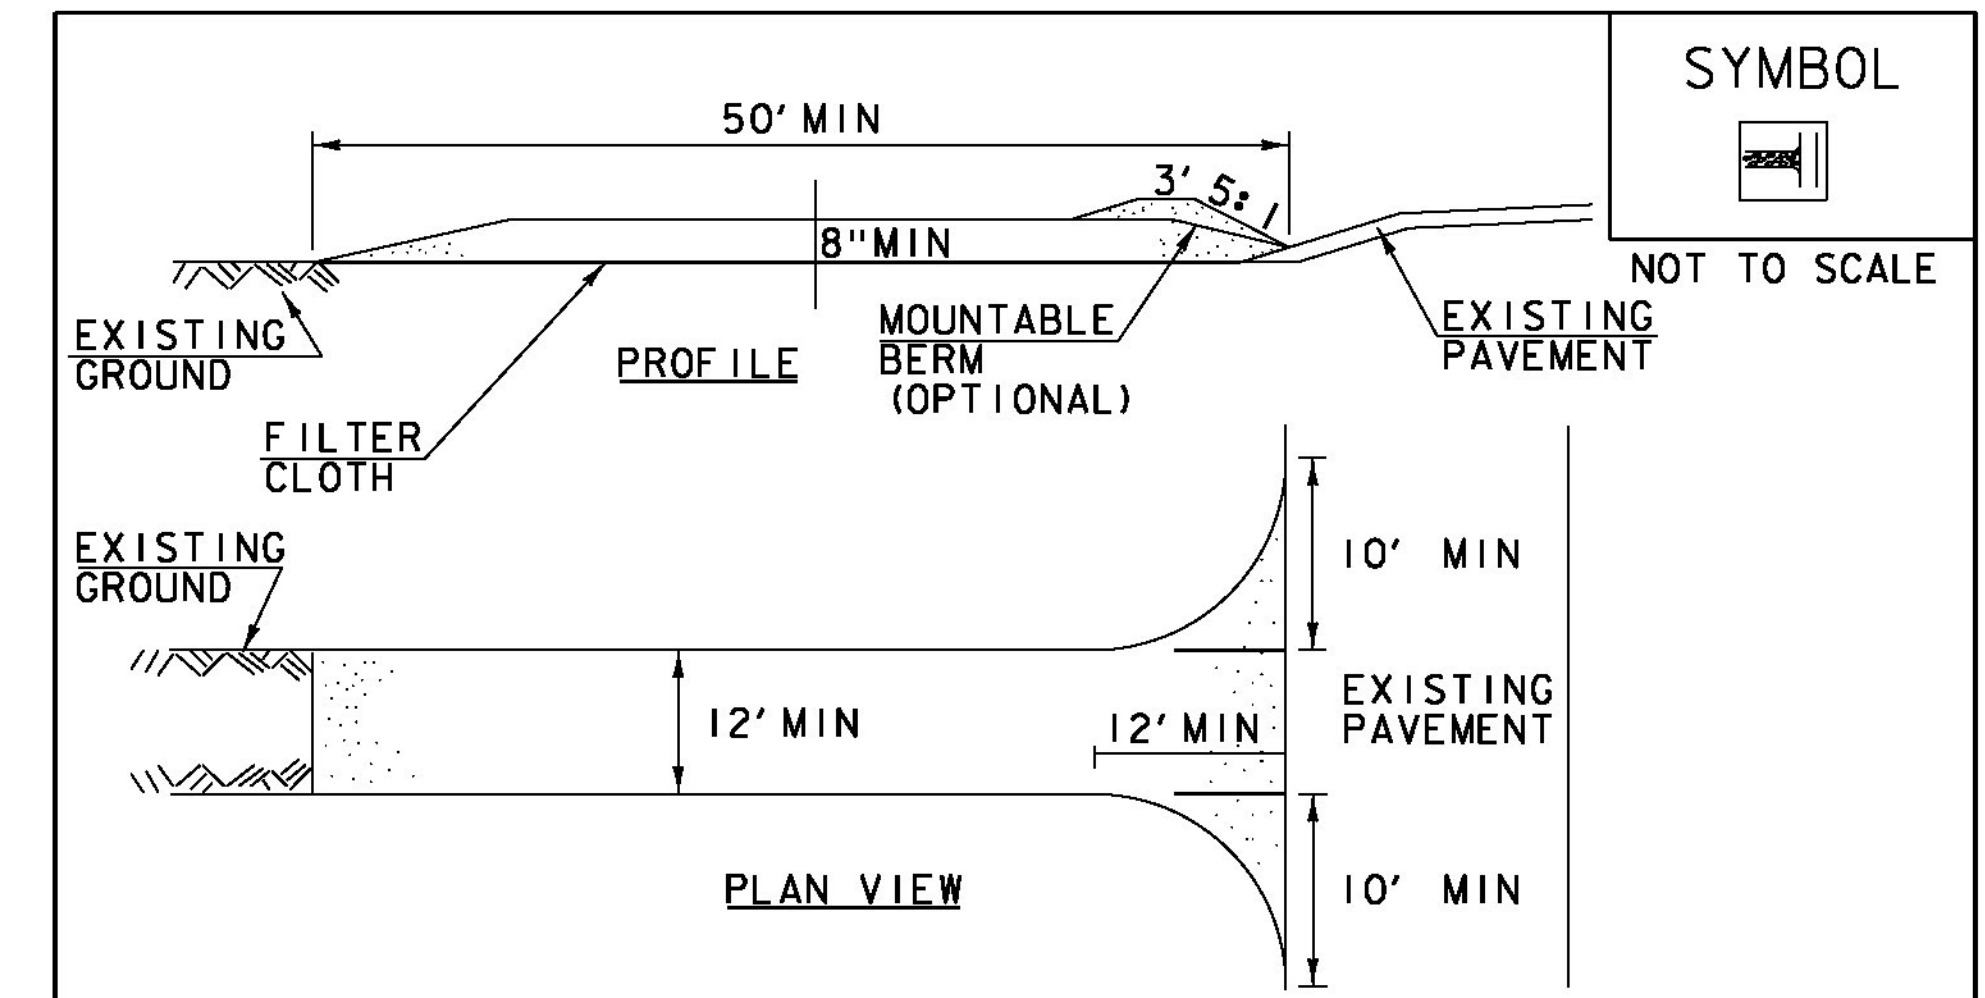 SYMBOL
50' MIN
3' 5:1
8" MIN
NOT TO SCALE
EXISTING
GROUND
PROFILE
MOUNTABLE
BERM
(OPTIONAL)
EXISTING
PAVEMENT
FILTER
CLOTH
EXISTING
GROUND
10' MIN
12' MIN
12' MIN
EXISTING
PAVEMENT
PLAN VIEW
10' MIN